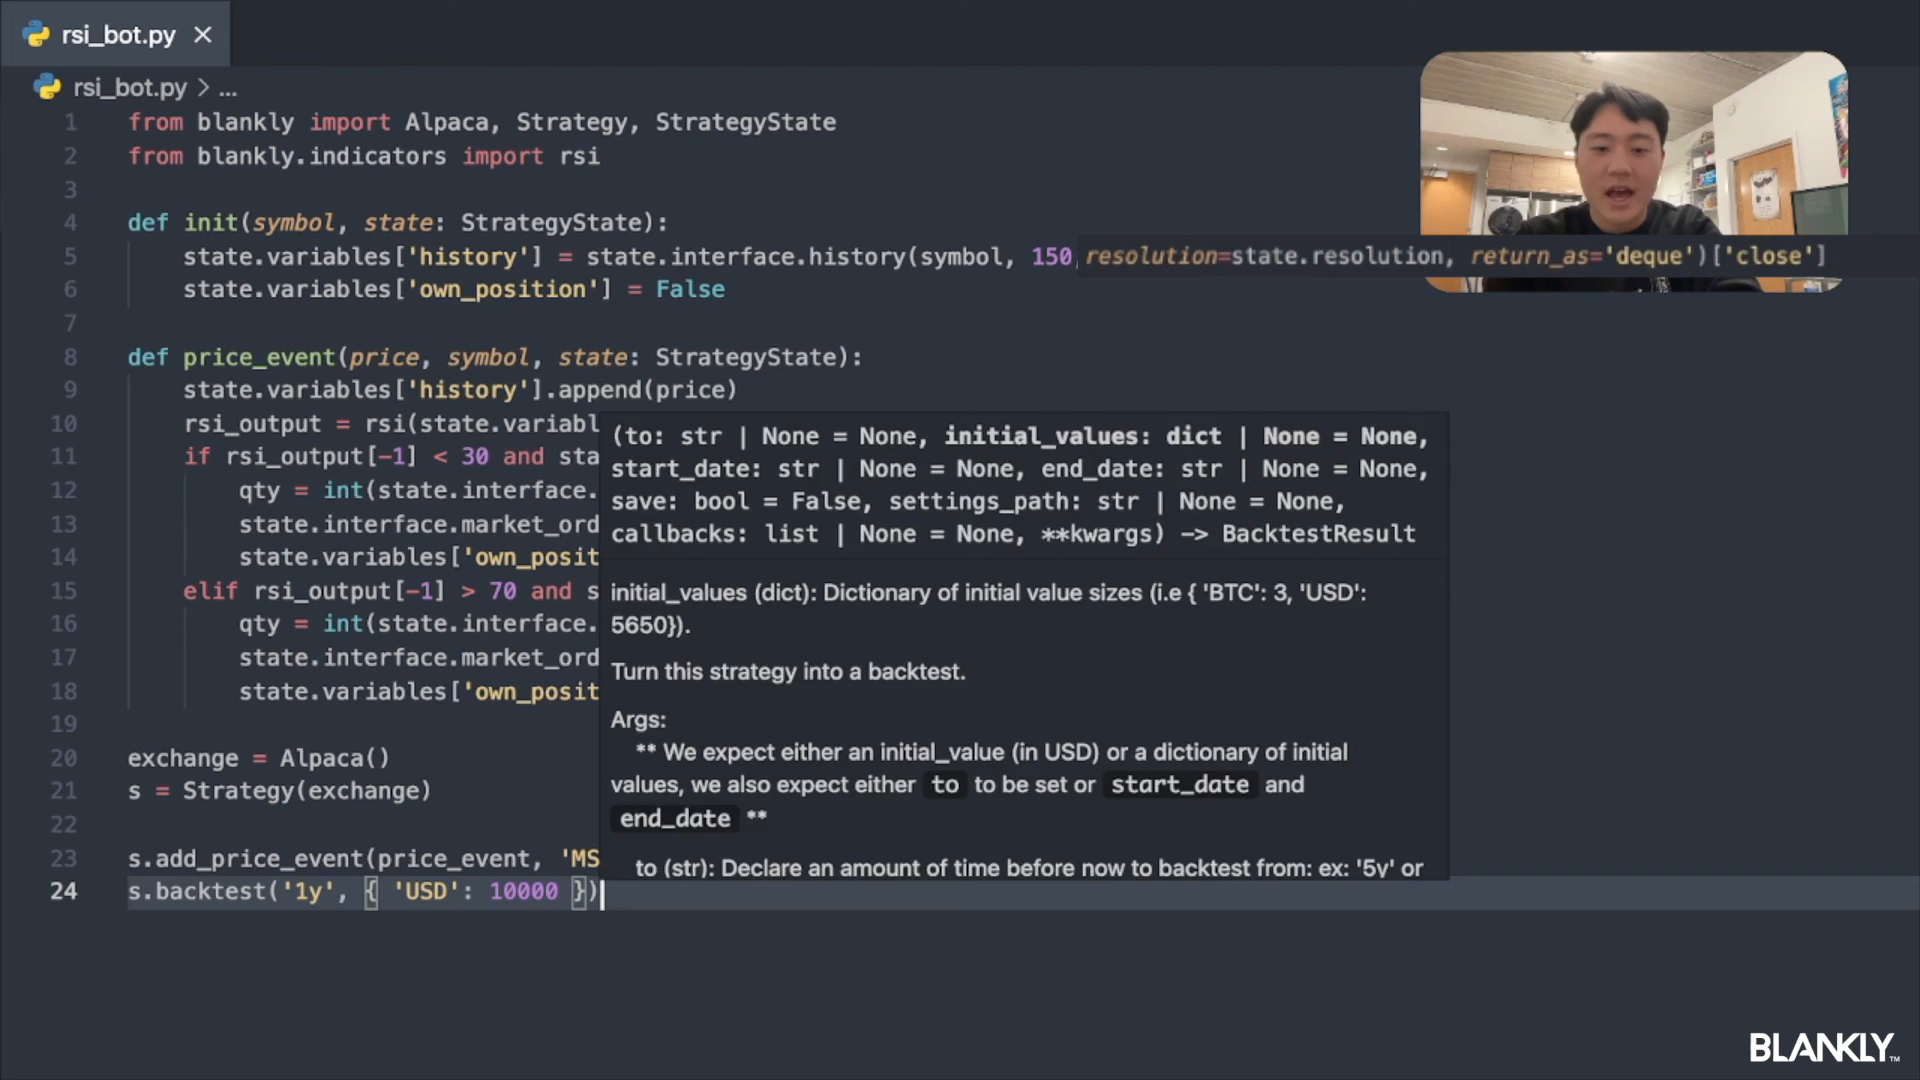 rsi_bot.py
rsi_bot.py > ...
1 from blankly import Alpaca, Strategy, StrategyState
2 from blankly.indicators import rsi
3
4 def init(symbol, state: StrategyState):
5 state.variables['history'] = state.interface.history(symbol, 150, resolution=state.resolution, return_as='deque')['close']
6 state.variables['own_position'] = False
7
8 def price_event(price, symbol, state: StrategyState):
9 state.variables['history'].append(price)
10 rsi_output = rsi(state.variabl
11 if rsi_output[-1] < 30 and sta
12 qty = int(state.interface.
13 state.interface.market_ord
14 state.variables['own_posit
15 elif rsi_output[-1] > 70 and s
16 qty = int(state.interface.
17 state.interface.market_ord
18 state.variables['own_posit
19
20 exchange = Alpaca()
21 s = Strategy(exchange)
22
23 s.add_price_event(price_event, 'MS
24 s.backtest('1y', { 'USD': 10000 })
(to: str | None = None, initial_values: dict | None = None,
start_date: str | None = None, end_date: str | None = None,
save: bool = False, settings_path: str | None = None,
callbacks: list | None = None, **kwargs) -> BacktestResult
initial_values (dict): Dictionary of initial value sizes (i.e { 'BTC': 3, 'USD':
5650}).
Turn this strategy into a backtest.
Args:
** We expect either an initial_value (in USD) or a dictionary of initial
values, we also expect either to to be set or start_date and
end_date **
to (str): Declare an amount of time before now to backtest from: ex: '5y' or
BLANKLY™